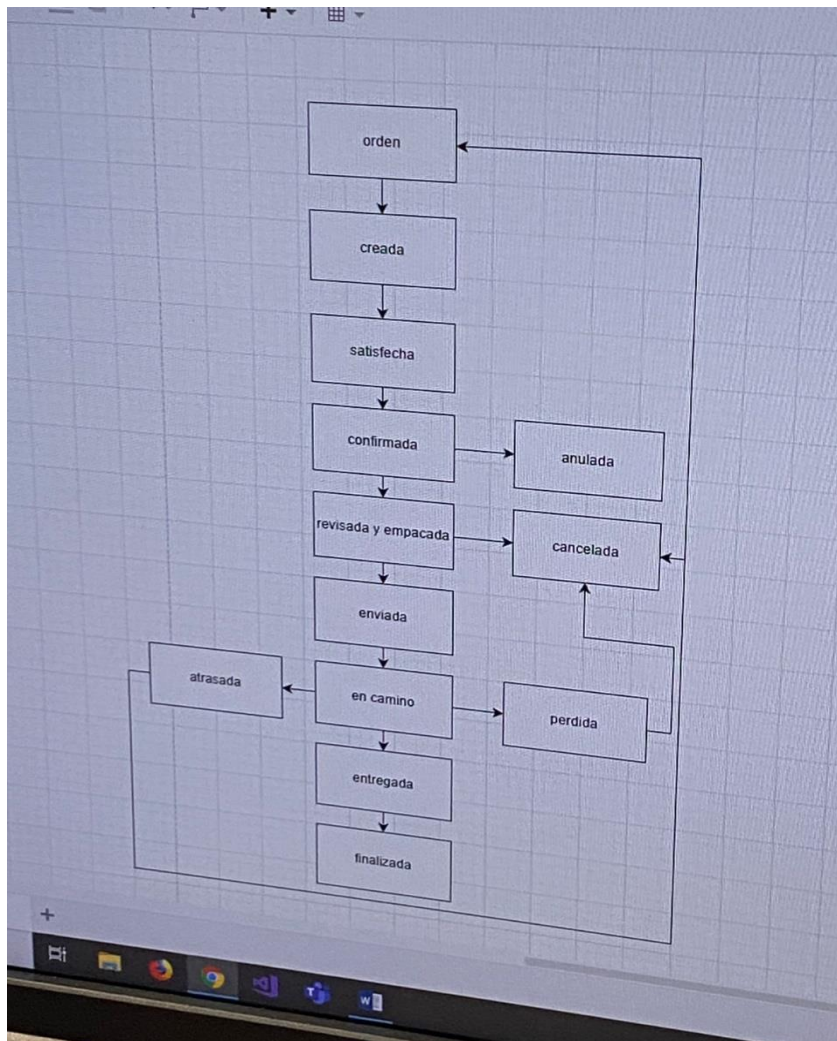 orden
creada
satisfecha
confirmada
anulada
revisada y empacada
cancelada
enviada
atrasada
en camino
perdida
entregada
finalizada